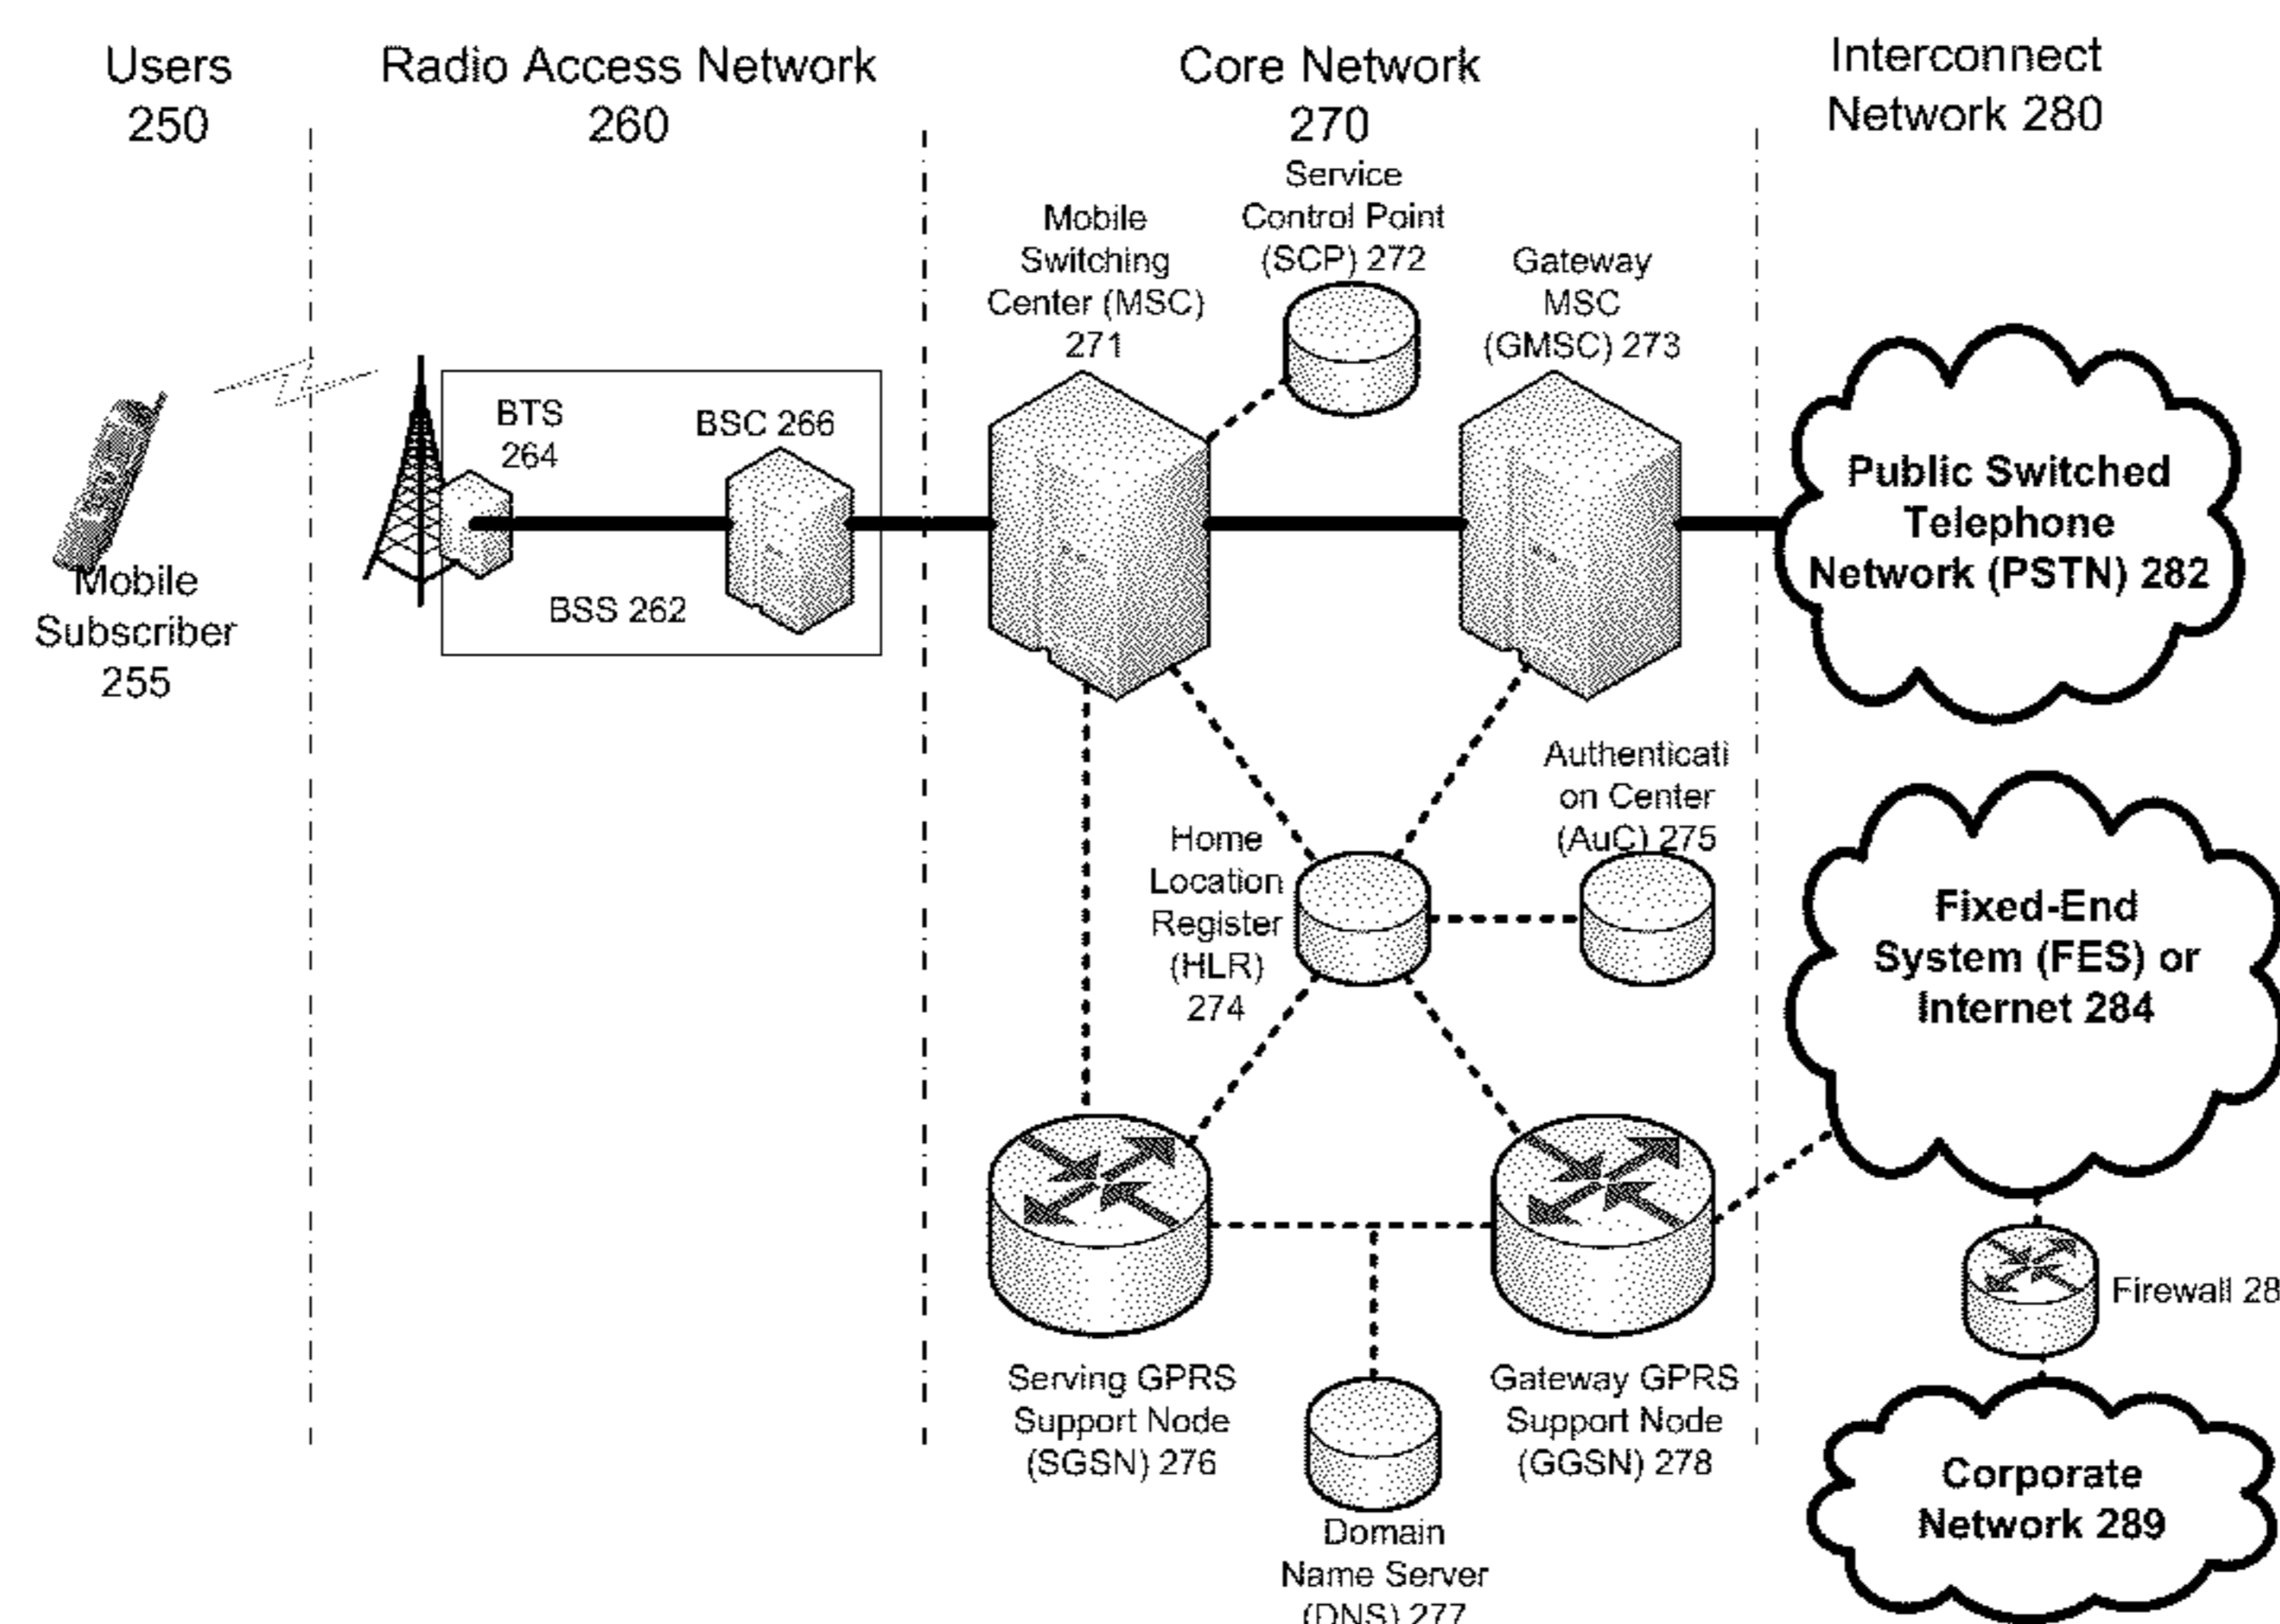 Users
250
Radio Access Network
260
Core Network
270
Interconnect
Network 280
Mobile
Subscriber
255
BTS
264
BSC 266
BSS 262
Mobile
Switching
Center (MSC)
271
Service
Control Point
(SCP) 272
Gateway
MSC
(GMSC) 273
Public Switched
Telephone
Network (PSTN) 282
Home
Location
Register
(HLR)
274
Authenticati
on Center
(AuC) 275
Fixed-End
System (FES) or
Internet 284
Serving GPRS
Support Node
(SGSN) 276
Domain
Name Server
(DNS) 277
Gateway GPRS
Support Node
(GGSN) 278
Firewall 28
Corporate
Network 289